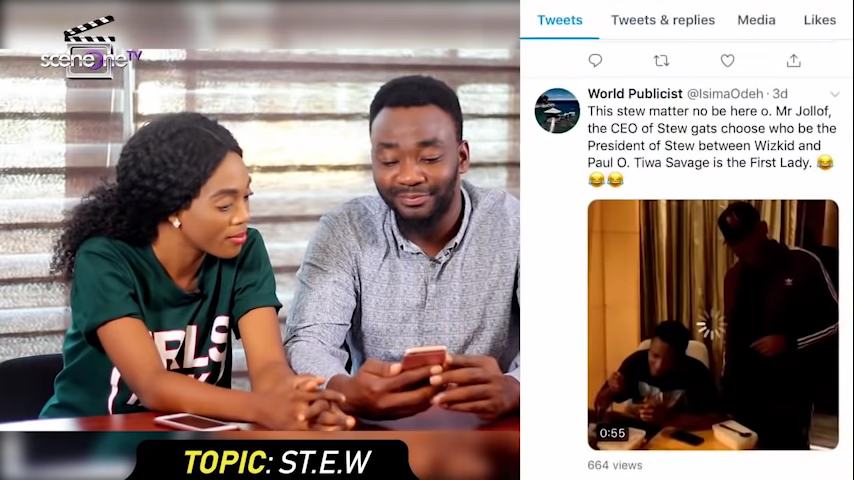 sceneOneTV
RLS
TOPIC: ST.E.W
Tweets Tweets & replies Media Likes
World Publicist @IsimaOdeh · 3d
This stew matter no be here o. Mr Jollof,
the CEO of Stew gats choose who be the
President of Stew between Wizkid and
Paul O. Tiwa Savage is the First Lady. 😂
😂😂
0:55
664 views